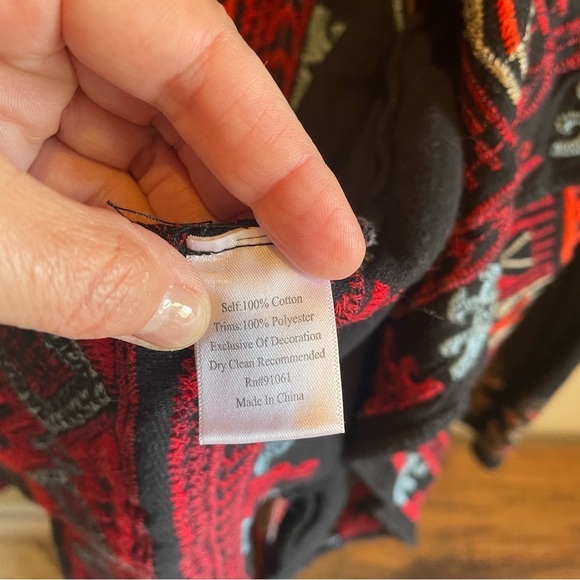 Self:100% Cotton
Trims:100% Polyester
Exclusive Of Decoration
Dry Clean Recommended
Rn#91061
Made In China